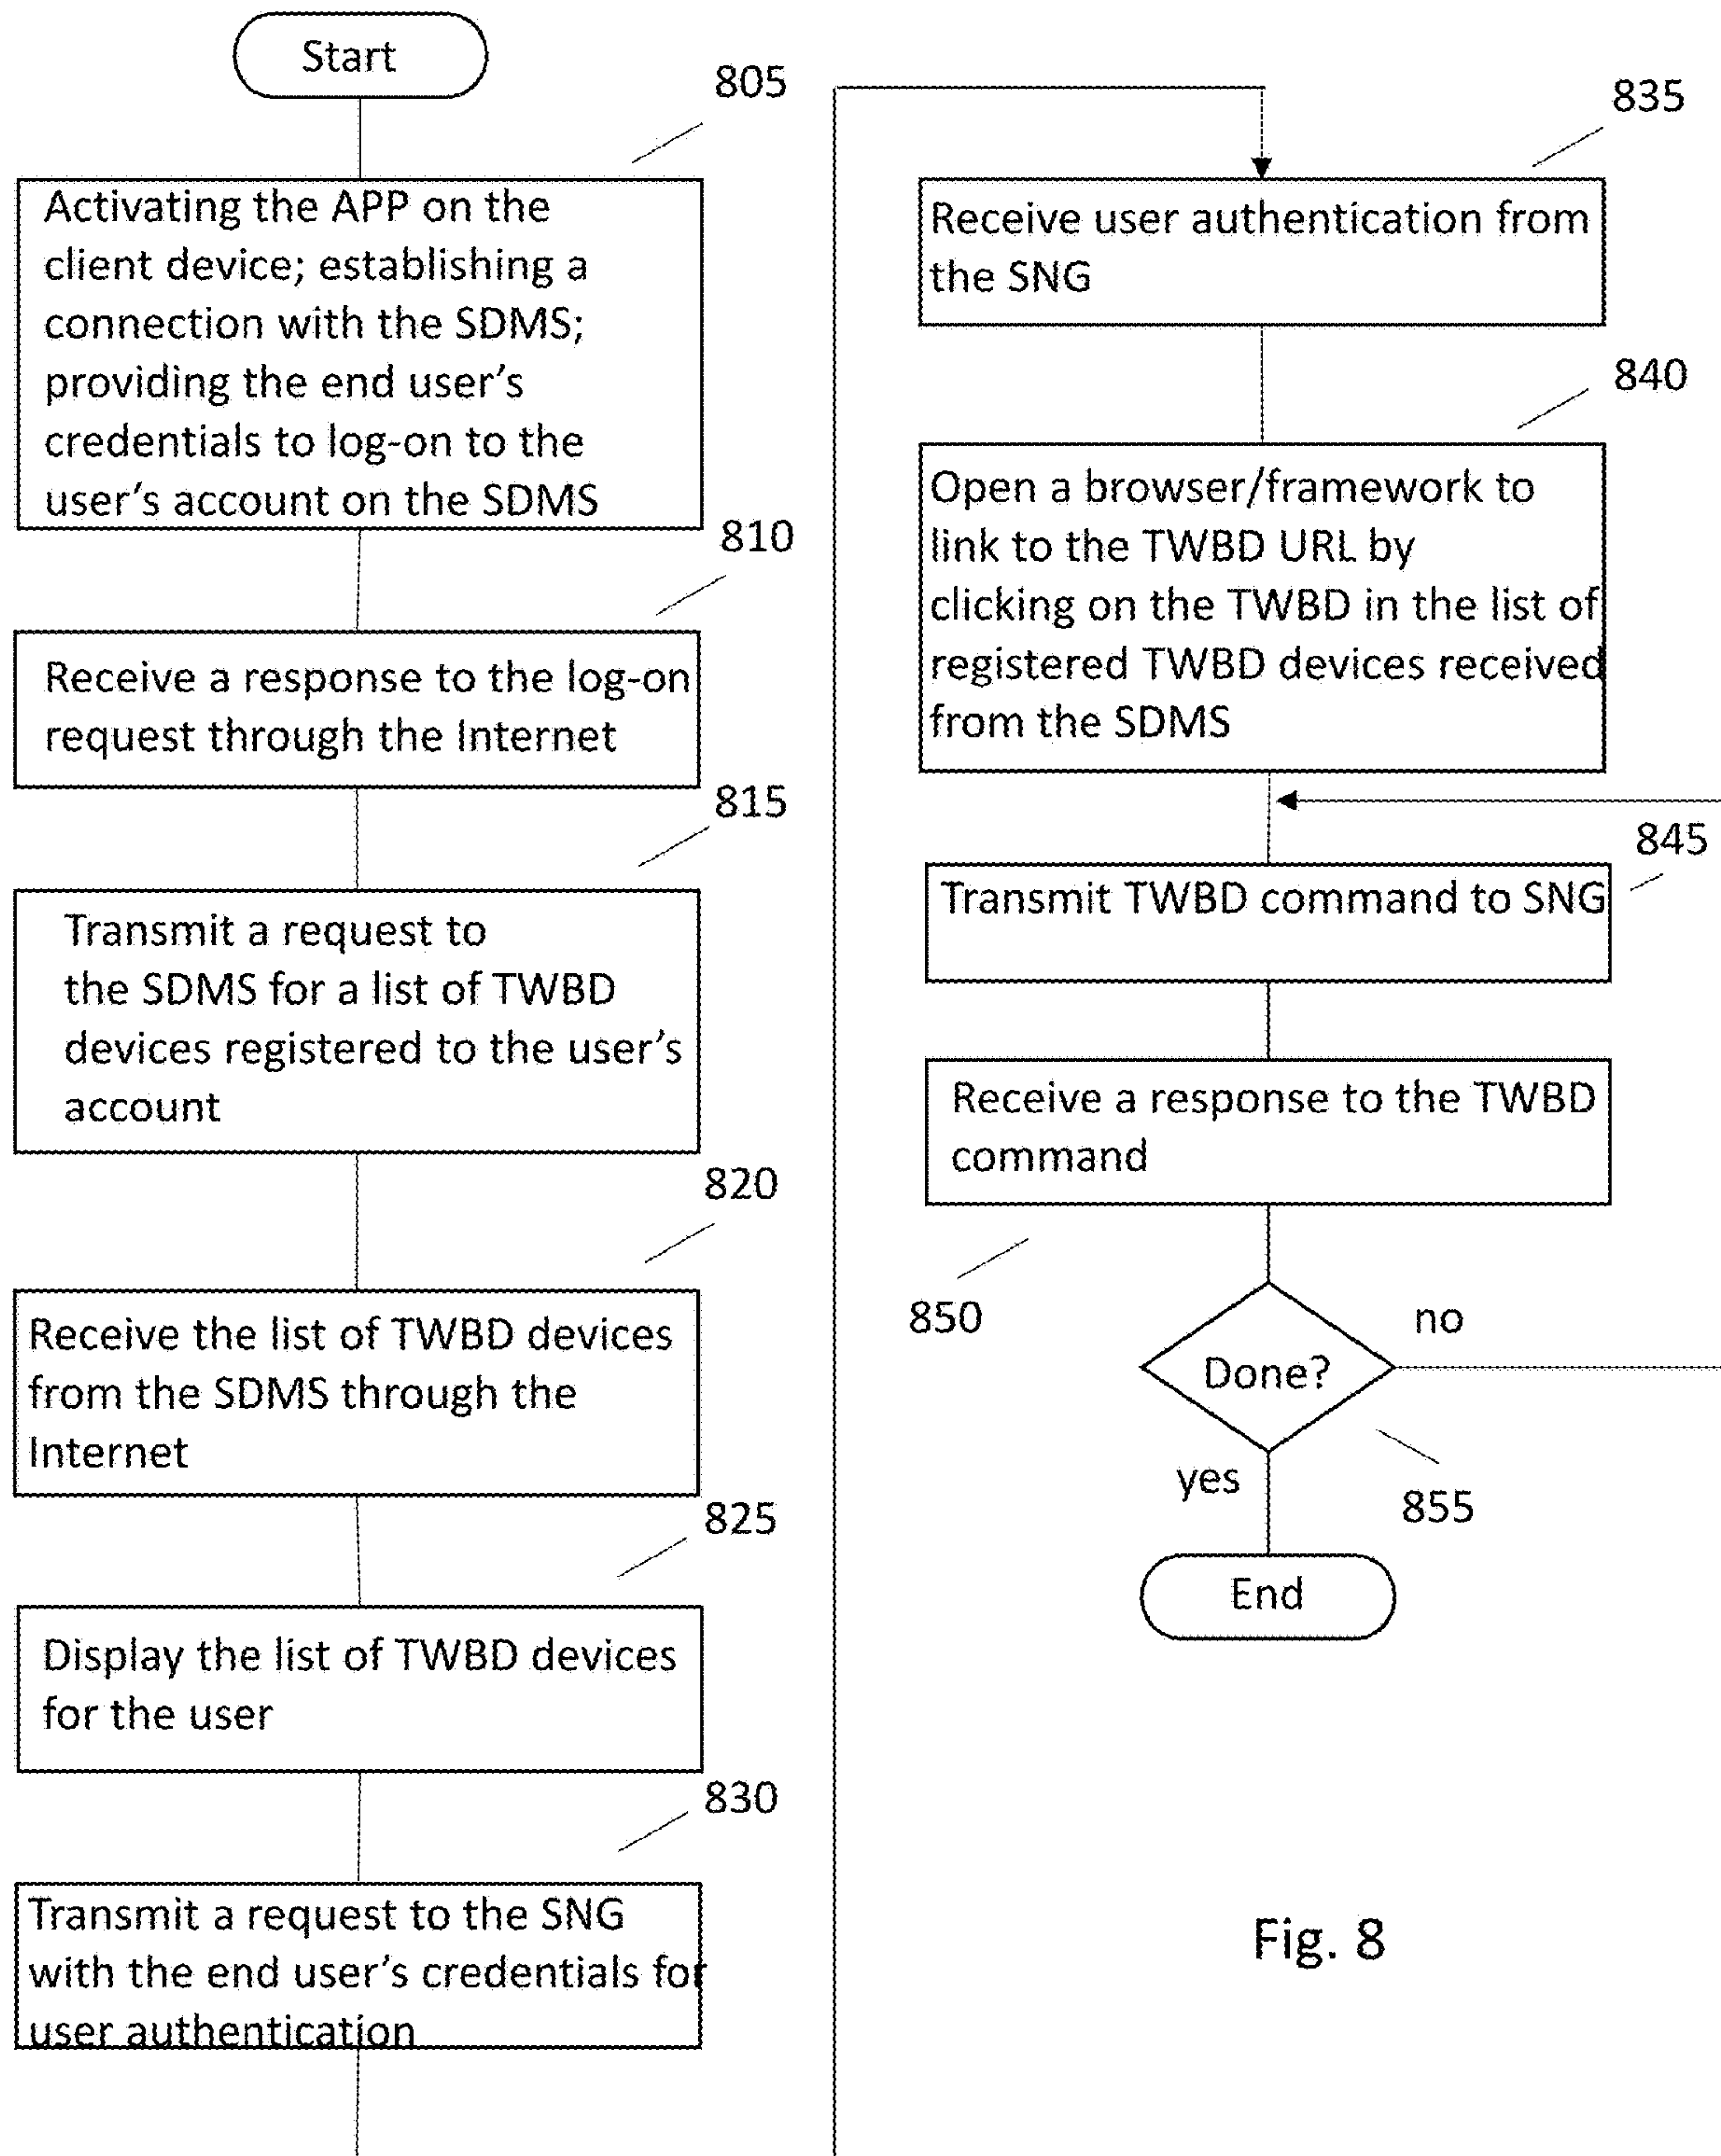 Start
805
Activating the APP on the
client device; establishing a
connection with the SDMS;
providing the end user's
credentials to log-on to the
user's account on the SDMS
810
Receive a response to the log-on
request through the Internet
815
Transmit a request to
the SDMS for a list of TWBD
devices registered to the user's
account
820
Receive the list of TWBD devices
from the SDMS through the
Internet
825
Display the list of TWBD devices
for the user
830
Transmit a request to the SNG
with the end user's credentials for
user authentication
835
Receive user authentication from
the SNG
840
Open a browser/framework to
link to the TWBD URL by
clicking on the TWBD in the list of
registered TWBD devices received
from the SDMS
845
Transmit TWBD command to SNG
Receive a response to the TWBD
command
850
no
Done?
yes
855
End
Fig. 8